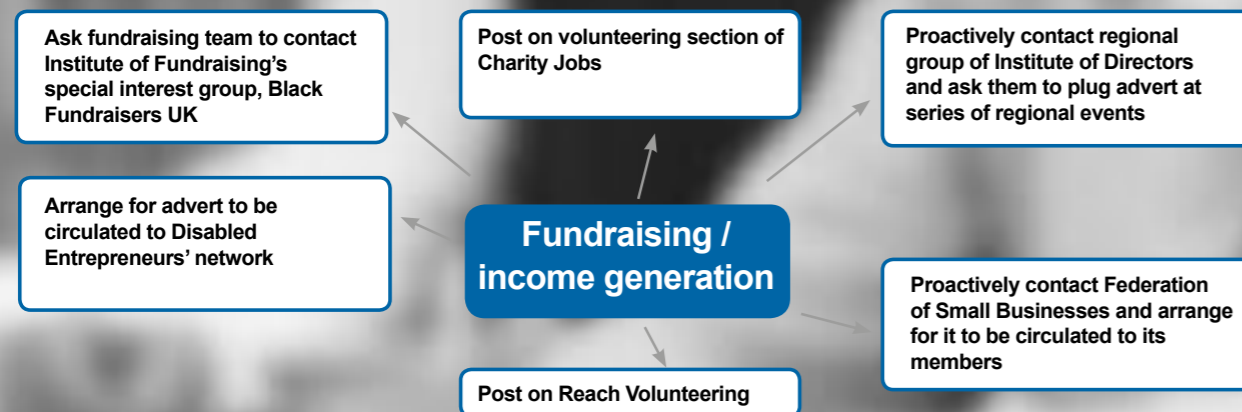 Ask fundraising team to contact
Institute of Fundraising’s
special interest group, Black
Fundraisers UK
Post on volunteering section of
Charity Jobs
Proactively contact regional
group of Institute of Directors
and ask them to plug advert at
series of regional events
Arrange for advert to be
circulated to Disabled
Entrepreneurs’ network
Fundraising /
income generation
Proactively contact Federation
of Small Businesses and arrange
for it to be circulated to its
members
Post on Reach Volunteering